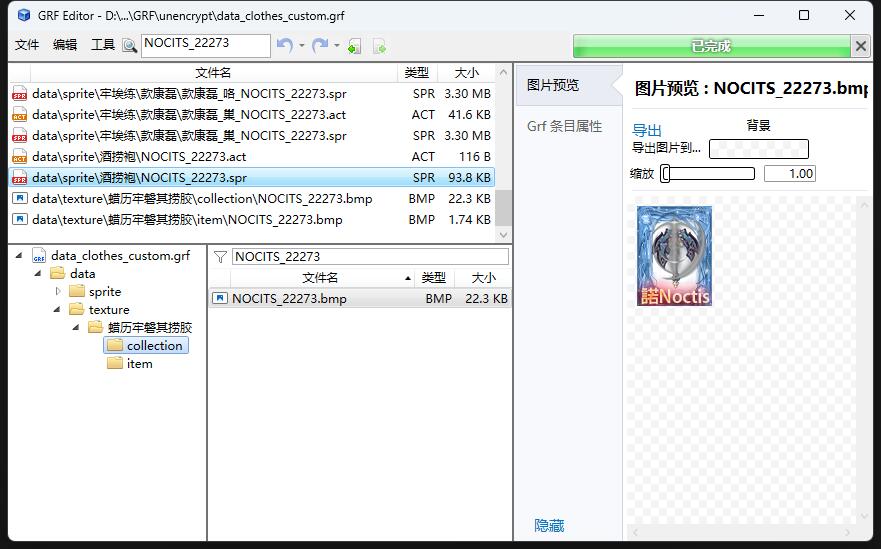 GRF Editor - D:\...\GRF\unencrypt\data_clothes_custom.grf
文件 编辑 工具 NOCITS_22273 已完成
文件名 类型 大小
data\sprite\牢埃练\歎康磊\歎康磊_咯_NOCITS_22273.spr SPR 3.30 MB
data\sprite\牢埃练\歎康磊\歎康磊_巢_NOCITS_22273.act ACT 41.6 KB
data\sprite\牢埃练\歎康磊\歎康磊_巢_NOCITS_22273.spr SPR 3.30 MB
data\sprite\酒捞袍\NOCITS_22273.act ACT 116 B
data\sprite\酒捞袍\NOCITS_22273.spr SPR 93.8 KB
data\texture\蜡历牢磐其捞胶\collection\NOCITS_22273.bmp BMP 22.3 KB
data\texture\蜡历牢磐其捞胶\item\NOCITS_22273.bmp BMP 1.74 KB
data_clothes_custom.grf
data
sprite
texture
蜡历牢磐其捞胶
collection
item
NOCITS_22273
文件名 类型 大小
NOCITS_22273.bmp BMP 22.3 KB
图片预览
Grf 条目属性
隐藏
图片预览 : NOCITS_22273.bmp
导出
导出图片到...
背景
缩放 1.00
諾Noctis